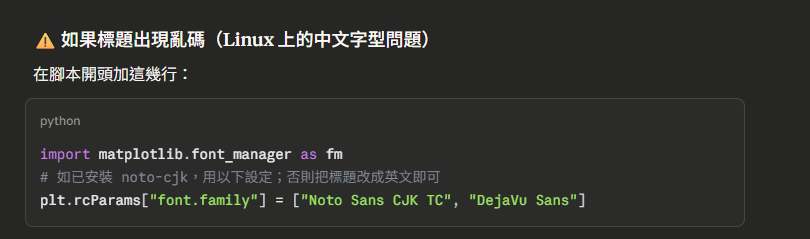 ⚠️ 如果標題出現亂碼（Linux 上的中文字型問題）
在腳本開頭加這幾行：
python
import matplotlib.font_manager as fm
# 如已安裝 noto-cjk，用以下設定；否則把標題改成英文即可
plt.rcParams["font.family"] = ["Noto Sans CJK TC", "DejaVu Sans"]